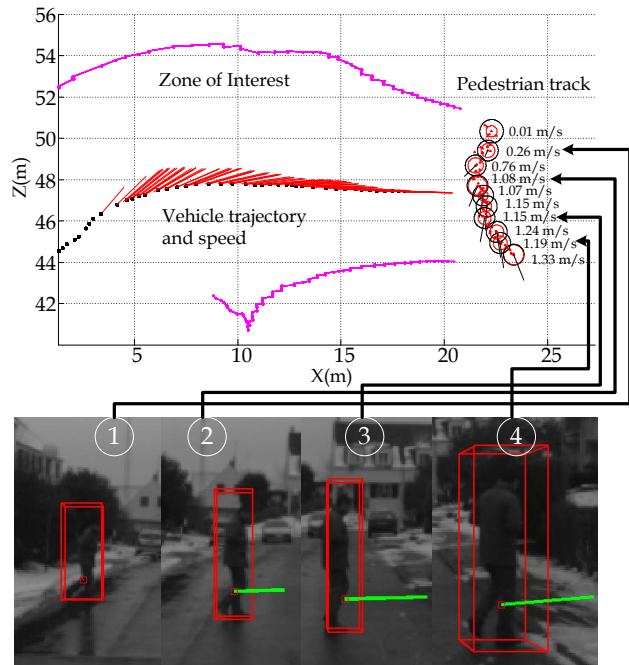 56
54
52
50
48
46
44
42
Z(m)
Zone of Interest
Pedestrian track
0.01 m/s
0.26 m/s
0.76 m/s
1.08 m/s
1.07 m/s
1.15 m/s
1.15 m/s
1.24 m/s
1.19 m/s
1.33 m/s
Vehicle trajectory
and speed
5
10
15
20
25
X(m)
1
2
3
4